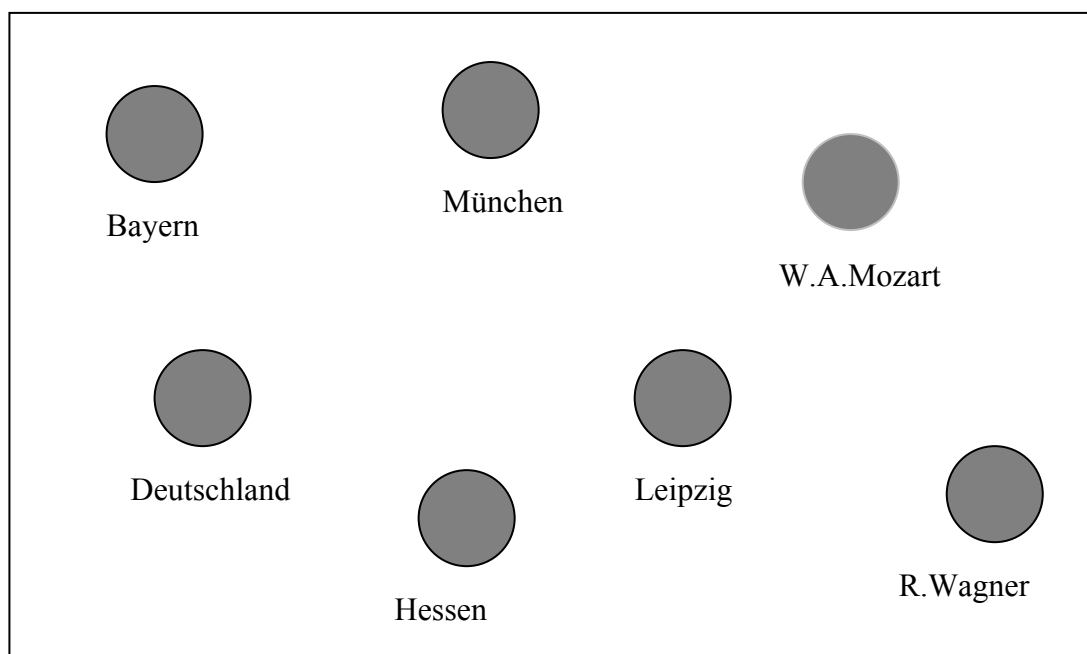 Bayern
München
W.A.Mozart
Deutschland
Leipzig
Hessen
R.Wagner